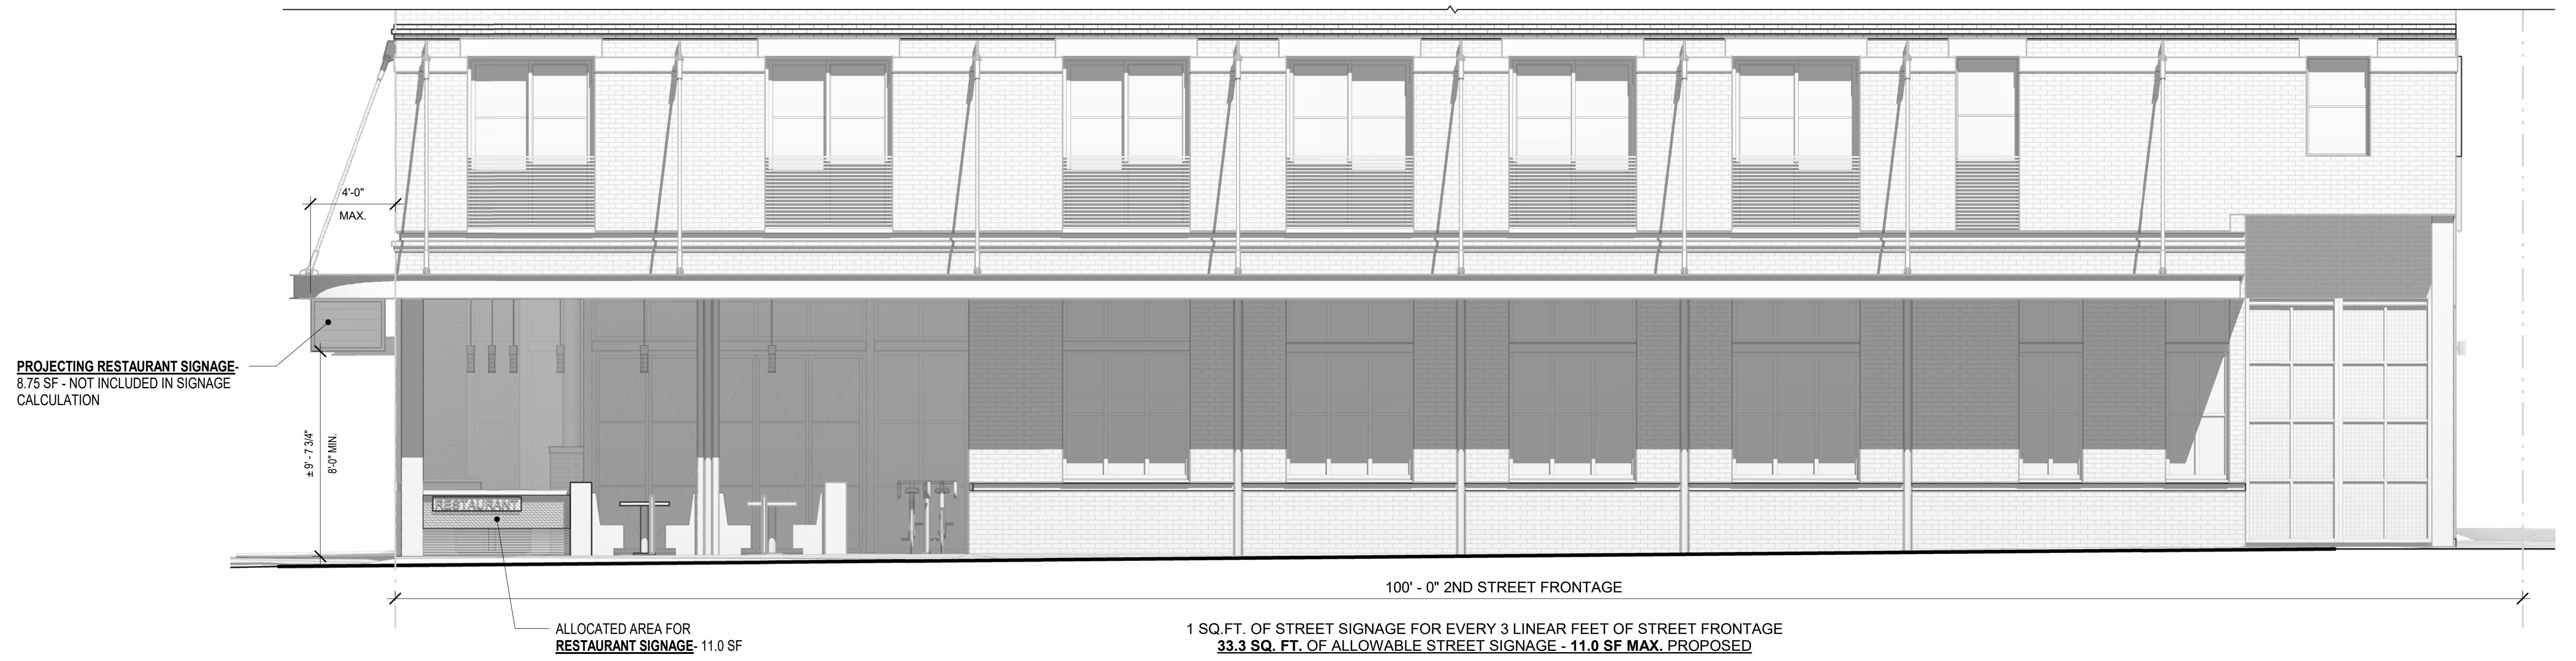 4'-0"
MAX.
PROJECTING RESTAURANT SIGNAGE-
8.75 SF - NOT INCLUDED IN SIGNAGE
CALCULATION
± 9' - 7 3/4"
8'-0" MIN.
RESTAURANT
100' - 0" 2ND STREET FRONTAGE
ALLOCATED AREA FOR
RESTAURANT SIGNAGE- 11.0 SF
1 SQ.FT. OF STREET SIGNAGE FOR EVERY 3 LINEAR FEET OF STREET FRONTAGE
33.3 SQ. FT. OF ALLOWABLE STREET SIGNAGE - 11.0 SF MAX. PROPOSED